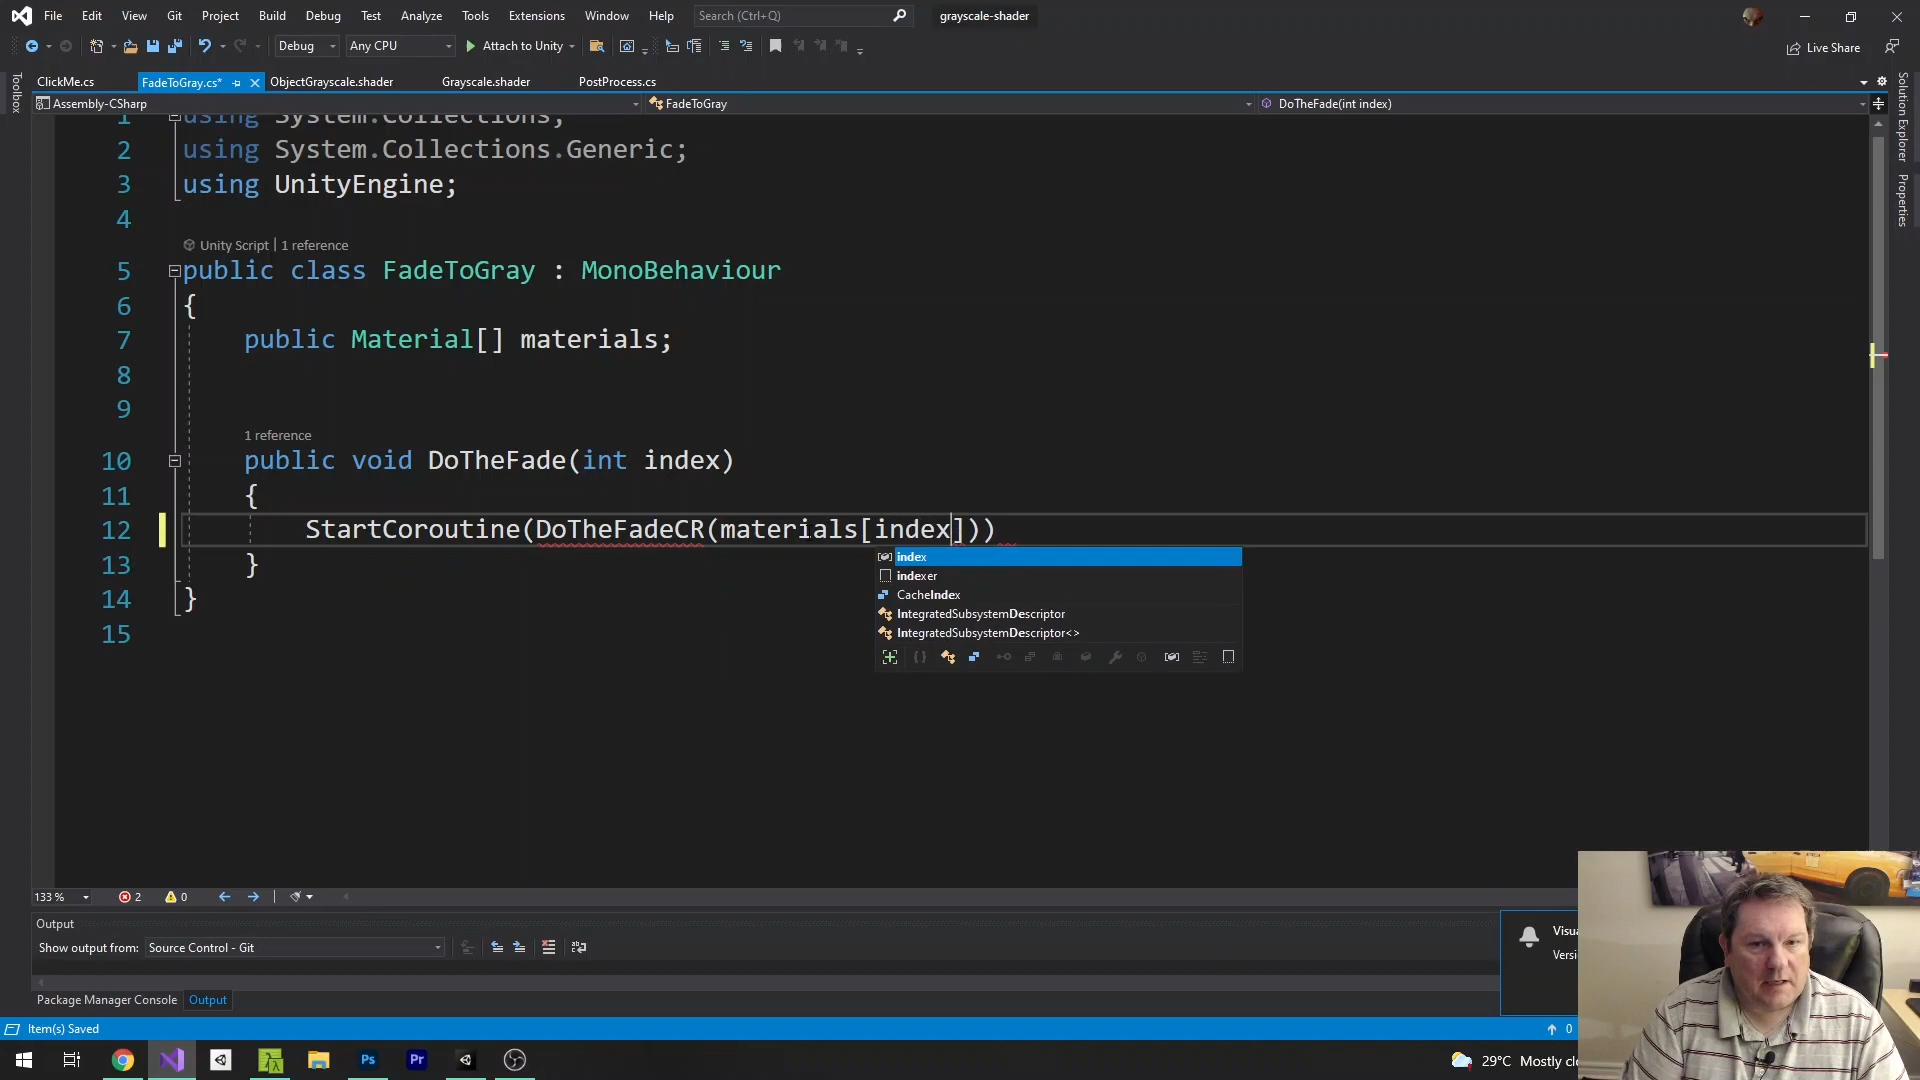 File Edit View Git Project Build Debug Test Analyze Tools Extensions Window Help Search (Ctrl+Q) grayscale-shader
Debug Any CPU Attach to Unity Live Share
ClickMe.cs FadeToGray.cs* ObjectGrayscale.shader Grayscale.shader PostProcess.cs
Assembly-CSharp FadeToGray DoTheFade(int index)
Toolbox
Solution Explorer
Properties
1 using System.Collections;
2 using System.Collections.Generic;
3 using UnityEngine;
4
Unity Script | 1 reference
5 public class FadeToGray : MonoBehaviour
6 {
7 public Material[] materials;
8
9
1 reference
10 public void DoTheFade(int index)
11 {
12 StartCoroutine(DoTheFadeCR(materials[index]))
13 }
14 }
15
index
indexer
CacheIndex
IntegratedSubsystemDescriptor
IntegratedSubsystemDescriptor<>
133 % 2 0
Output
Show output from: Source Control - Git
Visua
Versi
Package Manager Console Output
Item(s) Saved 0
Ps Pr 29°C Mostly clo